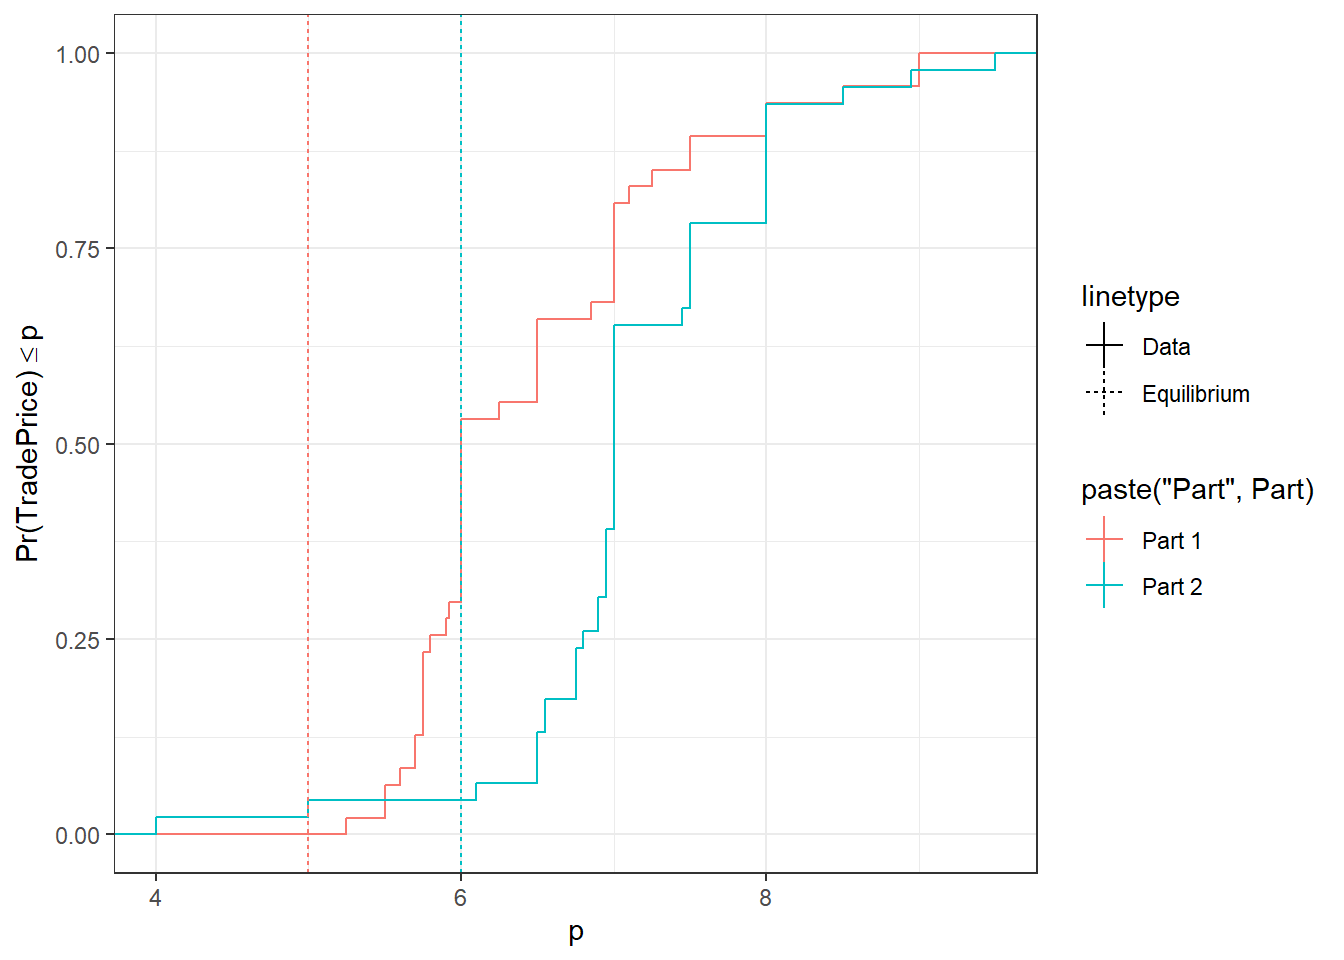 1.00
0.75
0.50
0.25
0.00
Pr(TradePrice) ≤ p
4
6
8
p
linetype
Data
Equilibrium
paste("Part", Part)
Part 1
Part 2